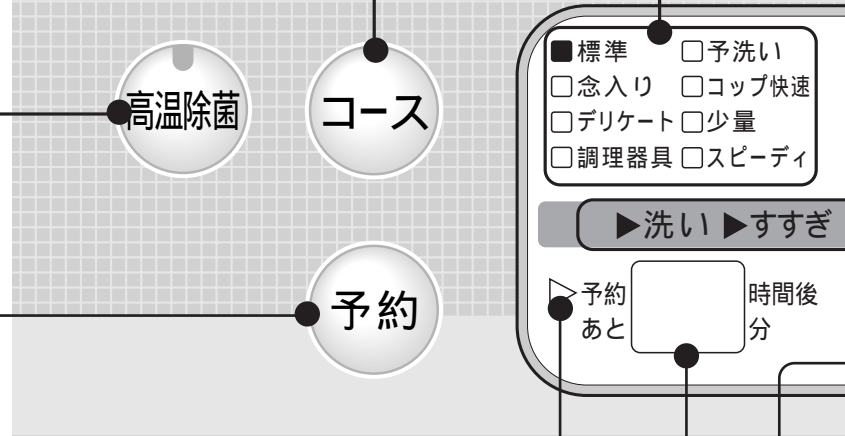 高温除菌
コース
予約
■標準 □予洗い
□念入り □コップ快速
□デリケート □少量
□調理器具 □スピーディ
▶洗い ▶すすぎ
▷予約 時間後
あと 分